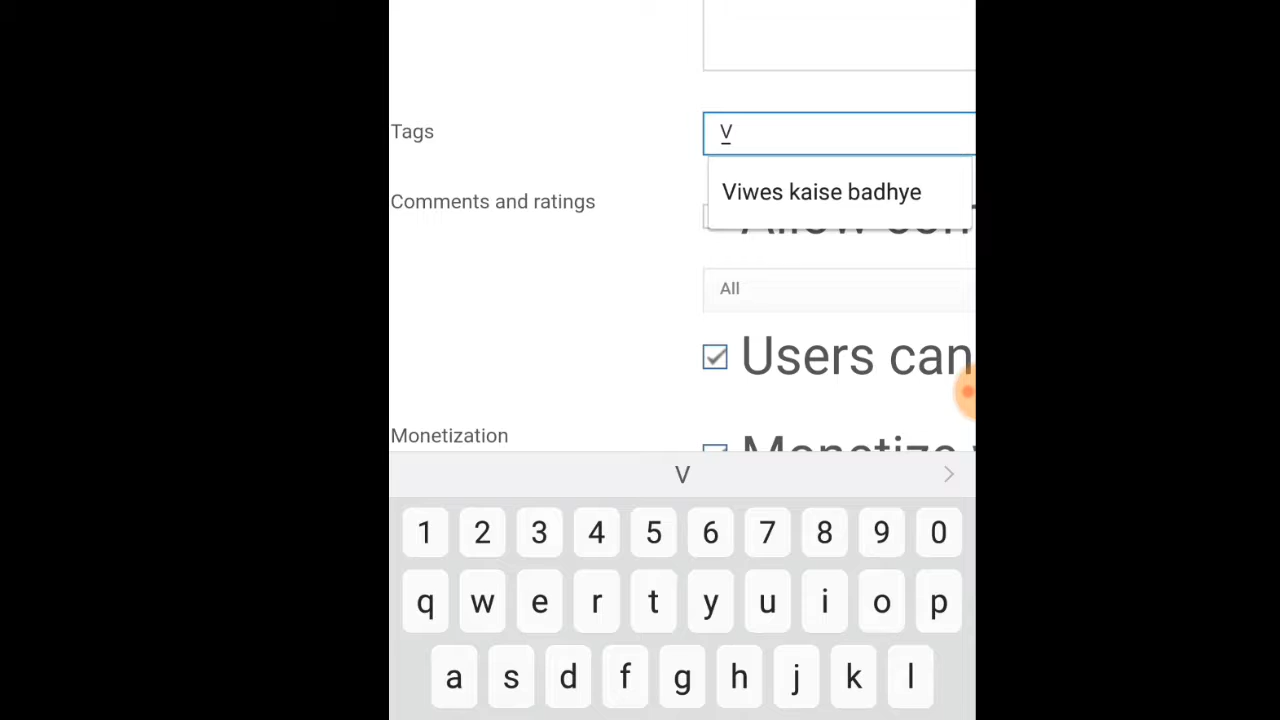 Tags
V
Viwes kaise badhye
Comments and ratings
All
Users can
Monetization
Monetize
V
1 2 3 4 5 6 7 8 9 0
q w e r t y u i o p
a s d f g h j k l